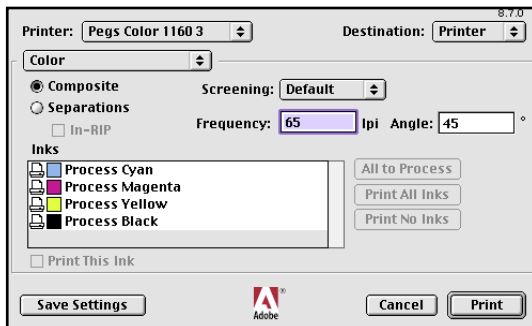 8.7.0
Printer: Pegs Color 1160 3 Destination: Printer
Color
Composite Screening: Default
Separations
Frequency: 65 lpi Angle: 45 °
In-RIP
Inks
Process Cyan All to Process
Process Magenta
Process Yellow Print All Inks
Process Black Print No Inks
Print This Ink
Save Settings Adobe® Cancel Print